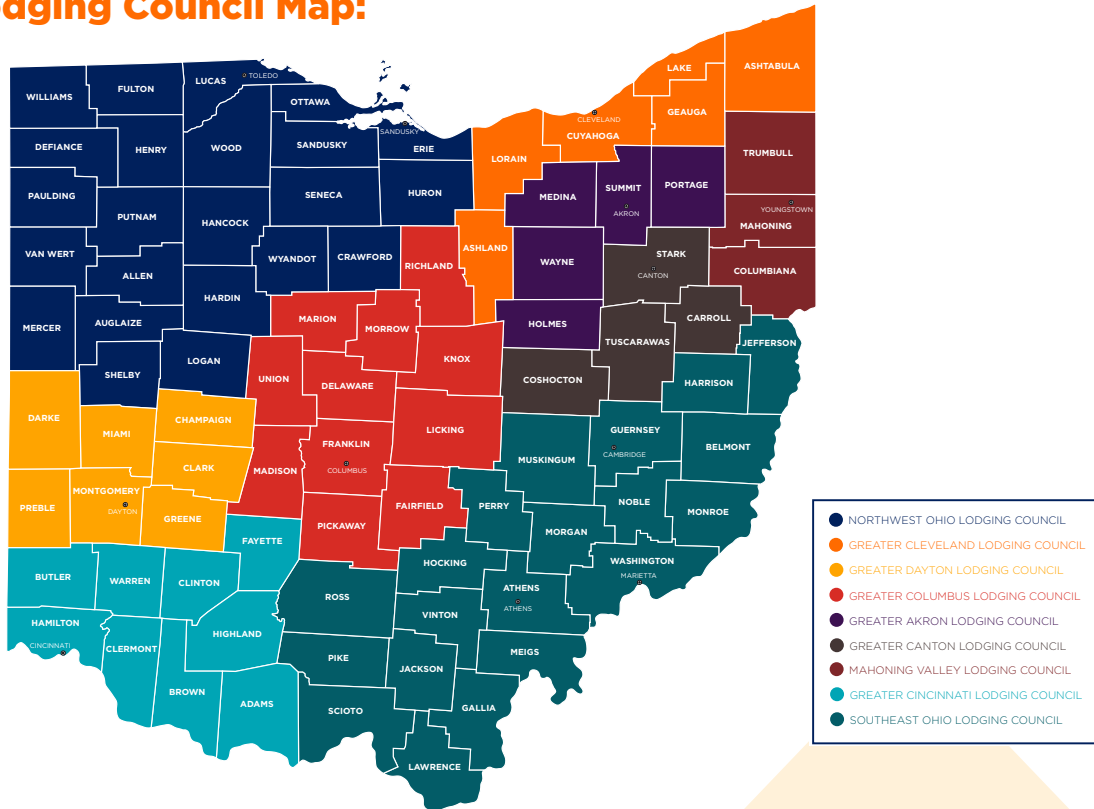 odging Council Map:
LAKE
ASHTABULA
LUCAS
TOLEDO
FULTON
WILLIAMS
OTTAWA
GEAUGA
CLEVELAND
SANDUSKY
CUYAHOGA
DEFIANCE
HENRY
WOOD
SANDUSKY
ERIE
LORAIN
TRUMBULL
PAULDING
SENECA
HURON
MEDINA
SUMMIT
PORTAGE
YOUNGSTOWN
PUTNAM
HANCOCK
AKRON
MAHONING
VAN WERT
WYANDOT
CRAWFORD
RICHLAND
ASHLAND
WAYNE
STARK
CANTON
COLUMBIANA
ALLEN
HARDIN
MERCER
AUGLAIZE
MARION
MORROW
HOLMES
CARROLL
TUSCARAWAS
JEFFERSON
SHELBY
LOGAN
KNOX
UNION
DELAWARE
COSHOCTON
HARRISON
DARKE
MIAMI
CHAMPAIGN
LICKING
GUERNSEY
BELMONT
FRANKLIN
COLUMBUS
CAMBRIDGE
CLARK
MADISON
MUSKINGUM
MONTGOMERY
DAYTON
PREBLE
GREENE
FAIRFIELD
PERRY
NOBLE
MONROE
PICKAWAY
MORGAN
FAYETTE
HOCKING
WASHINGTON
MARIETTA
BUTLER
WARREN
CLINTON
ROSS
ATHENS
ATHENS
VINTON
HAMILTON
CINCINNATI
CLERMONT
HIGHLAND
PIKE
JACKSON
MEIGS
BROWN
ADAMS
SCIOTO
GALLIA
LAWRENCE
NORTHWEST OHIO LODGING COUNCIL
GREATER CLEVELAND LODGING COUNCIL
GREATER DAYTON LODGING COUNCIL
GREATER COLUMBUS LODGING COUNCIL
GREATER AKRON LODGING COUNCIL
GREATER CANTON LODGING COUNCIL
MAHONING VALLEY LODGING COUNCIL
GREATER CINCINNATI LODGING COUNCIL
SOUTHEAST OHIO LODGING COUNCIL